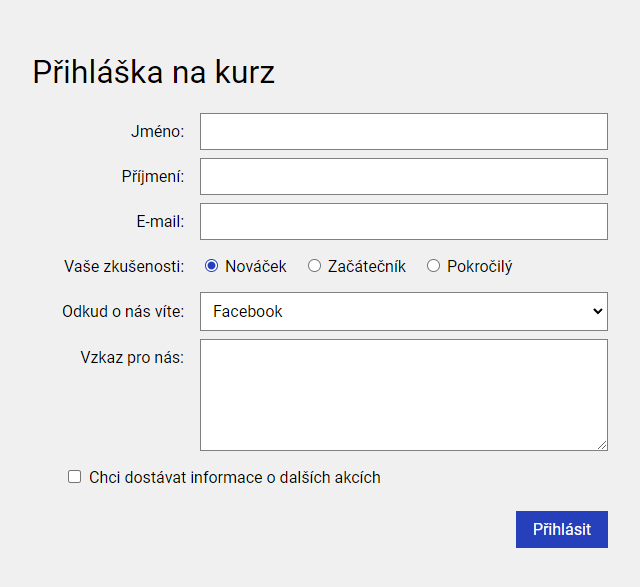 Přihláška na kurz
Jméno:
Příjmení:
E-mail:
Vaše zkušenosti: Nováček Začátečník Pokročilý
Odkud o nás víte: Facebook
Vzkaz pro nás:
Chci dostávat informace o dalších akcích
Přihlásit